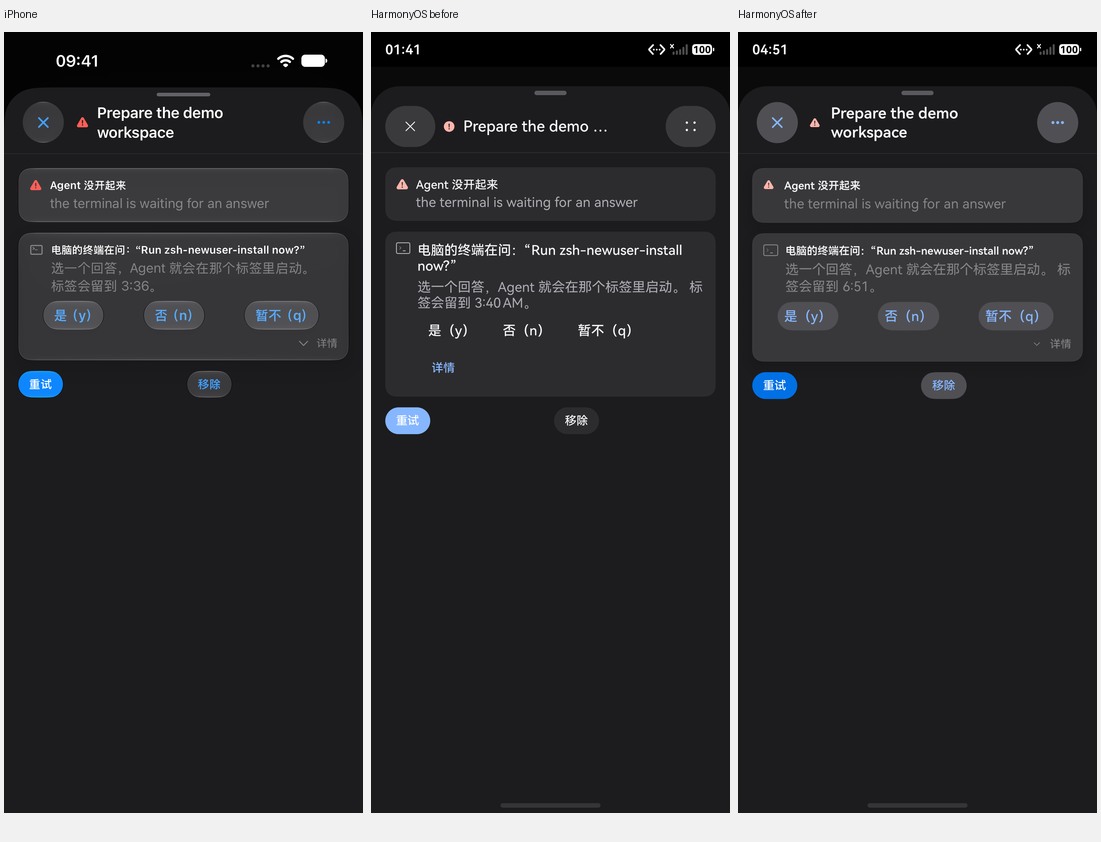 iPhone
09:41
Prepare the demo
workspace
Agent 没开起来
the terminal is waiting for an answer
电脑的终端在问：“Run zsh-newuser-install now?”
选一个回答，Agent 就会在那个标签里启动。
标签会留到 3:36。
是（y）
否（n）
暂不（q）
详情
重试
移除
HarmonyOS before
01:41
100
Prepare the demo ...
Agent 没开起来
the terminal is waiting for an answer
电脑的终端在问：“Run zsh-newuser-install
now?”
选一个回答，Agent 就会在那个标签里启动。 标
签会留到 3:40 AM。
是（y）
否（n）
暂不（q）
详情
重试
移除
HarmonyOS after
04:51
100
Prepare the demo
workspace
Agent 没开起来
the terminal is waiting for an answer
电脑的终端在问：“Run zsh-newuser-install now?”
选一个回答，Agent 就会在那个标签里启动。 标
签会留到 6:51。
是（y）
否（n）
暂不（q）
详情
重试
移除